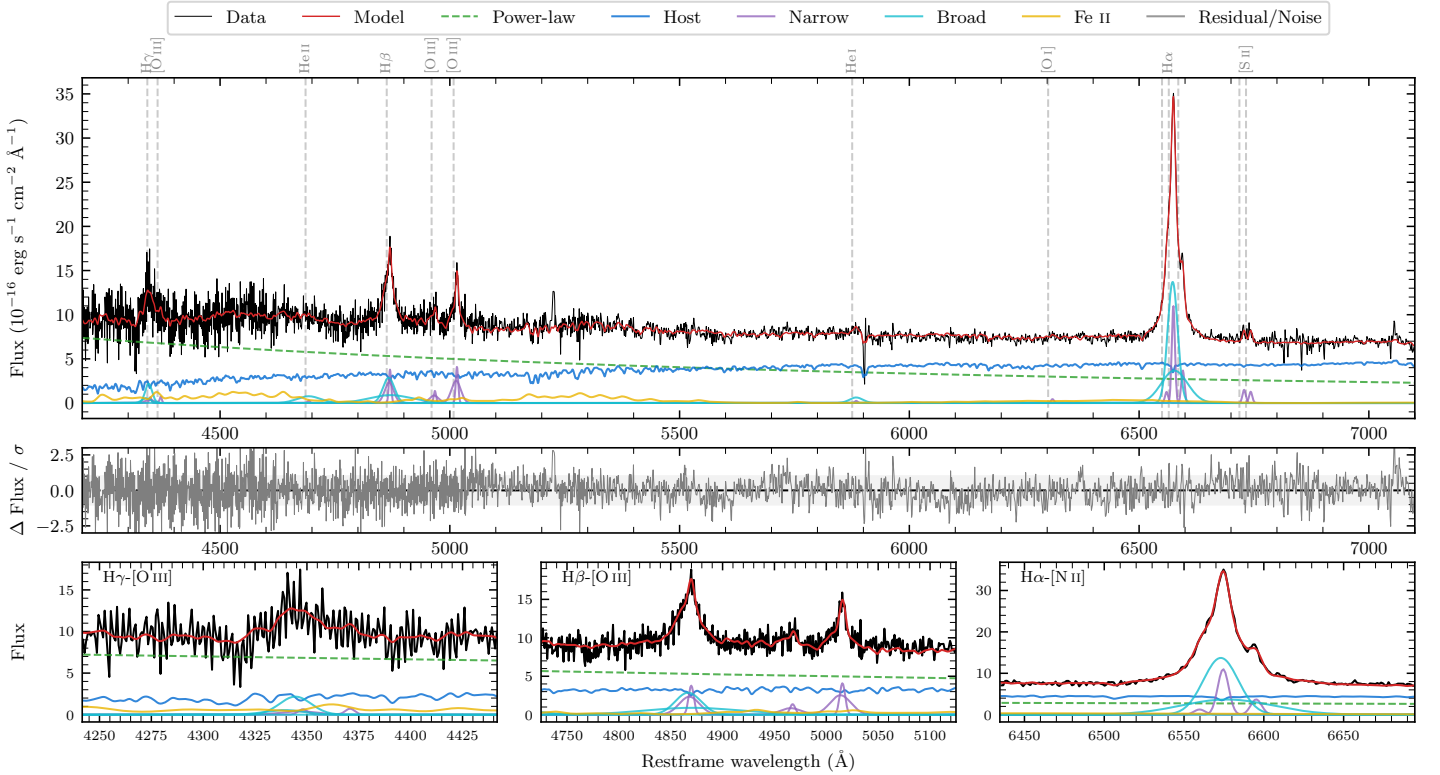 Data Model Power-law Host Narrow Broad Fe II Residual/Noise
Hγ [O III] He II Hβ [O III] [O III] He I [O I] Hα [S II]
Flux (10⁻¹⁶ erg s⁻¹ cm⁻² Å⁻¹)
35
30
25
20
15
10
5
0
4500 5000 5500 6000 6500 7000
Δ Flux / σ
2.5
0.0
−2.5
4500 5000 5500 6000 6500 7000
Flux
Hγ-[O III]
15
10
5
0
4250 4275 4300 4325 4350 4375 4400 4425
Hβ-[O III]
15
10
5
0
4750 4800 4850 4900 4950 5000 5050 5100
Hα-[N II]
30
20
10
0
6450 6500 6550 6600 6650
Restframe wavelength (Å)